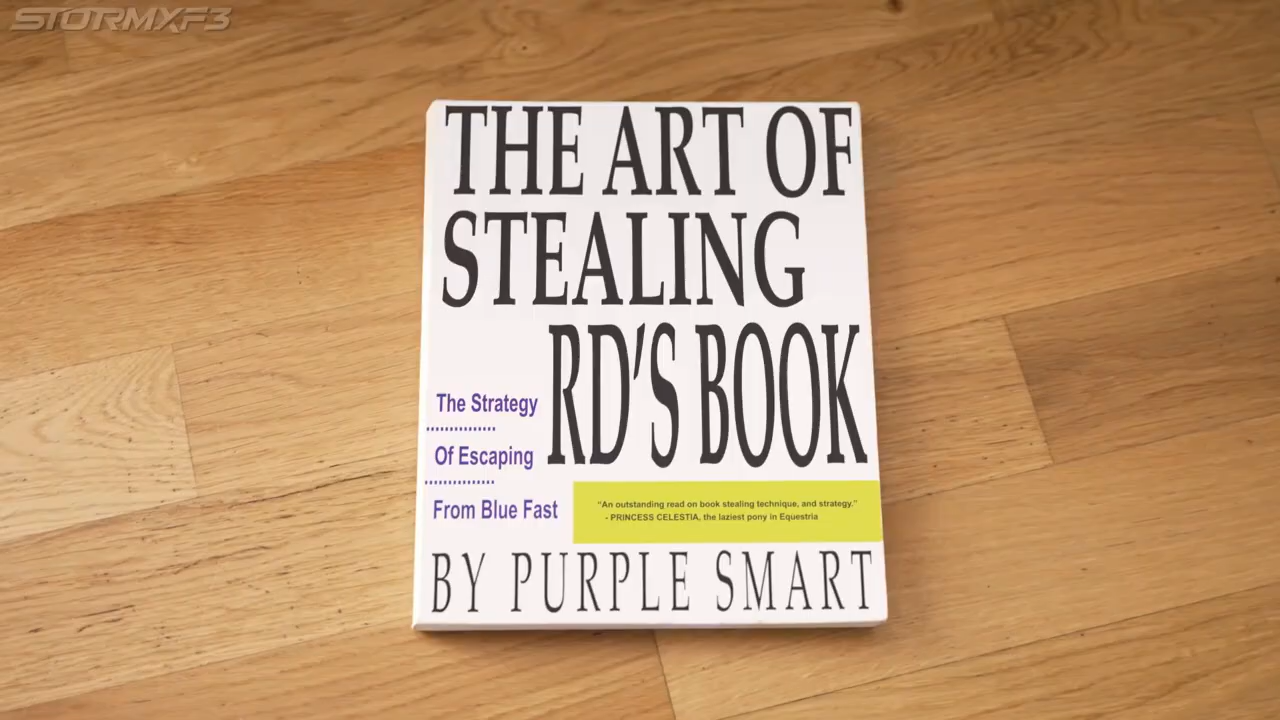 STORMXF3
THE ART OF
STEALING
RD'S BOOK
The Strategy
Of Escaping
From Blue Fast
"An outstanding read on book stealing technique, and strategy."
- PRINCESS CELESTIA, the laziest pony in Equestria
BY PURPLE SMART